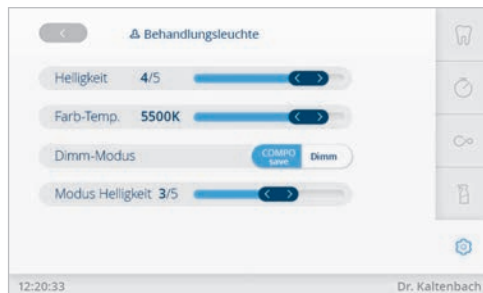 Behandlungsleuchte
Helligkeit 4/5
Farb-Temp. 5500K
Dimm-Modus COMPO save Dimm
Modus Helligkeit 3/5
12:20:33 Dr. Kaltenbach